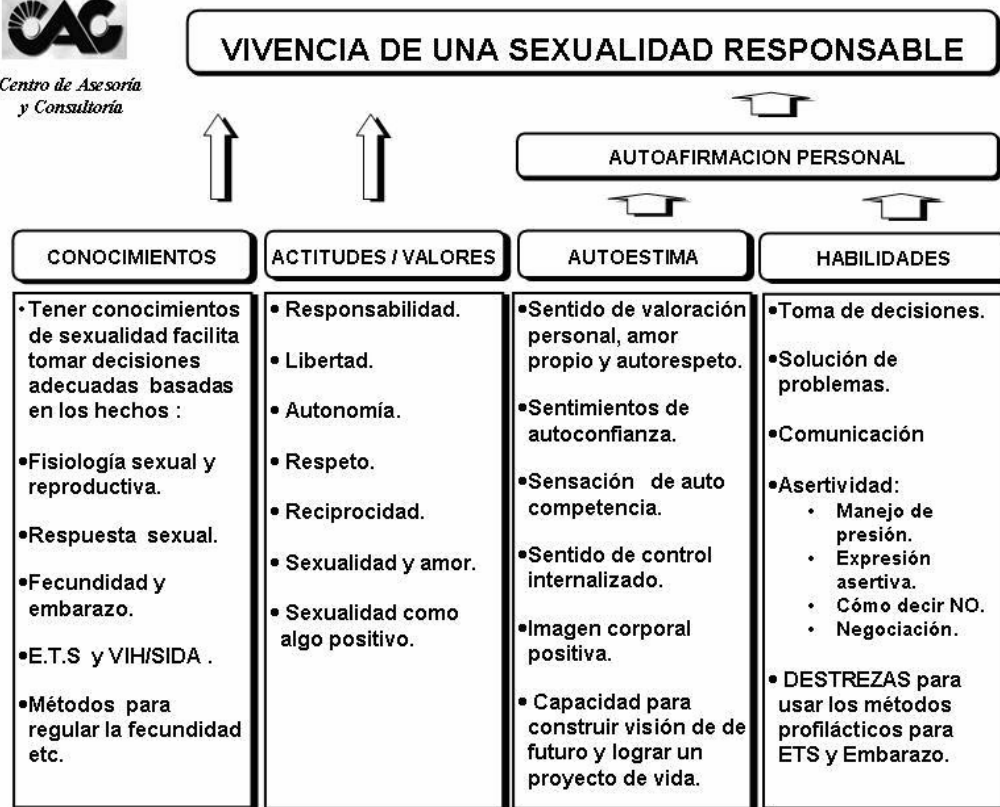 CAC
Centro de Asesoría
y Consultoría
VIVENCIA DE UNA SEXUALIDAD RESPONSABLE
AUTOAFIRMACION PERSONAL
CONOCIMIENTOS
• Tener conocimientos
de sexualidad facilita
tomar decisiones
adecuadas basadas
en los hechos :
•Fisiología sexual y
reproductiva.
•Respuesta sexual.
•Fecundidad y
embarazo.
•E.T.S y VIH/SIDA .
•Métodos para
regular la fecundidad
etc.
ACTITUDES / VALORES
• Responsabilidad.
• Libertad.
• Autonomía.
• Respeto.
• Reciprocidad.
• Sexualidad y amor.
• Sexualidad como
algo positivo.
AUTOESTIMA
•Sentido de valoración
personal, amor
propio y autorespeto.
•Sentimientos de
autoconfianza.
•Sensación de auto
competencia.
•Sentido de control
internalizado.
•Imagen corporal
positiva.
• Capacidad para
construir visión de de
futuro y lograr un
proyecto de vida.
HABILIDADES
•Toma de decisiones.
•Solución de
problemas.
•Comunicación
•Asertividad:
• Manejo de
presión.
• Expresión
asertiva.
• Cómo decir NO.
• Negociación.
• DESTREZAS para
usar los métodos
profilácticos para
ETS y Embarazo.